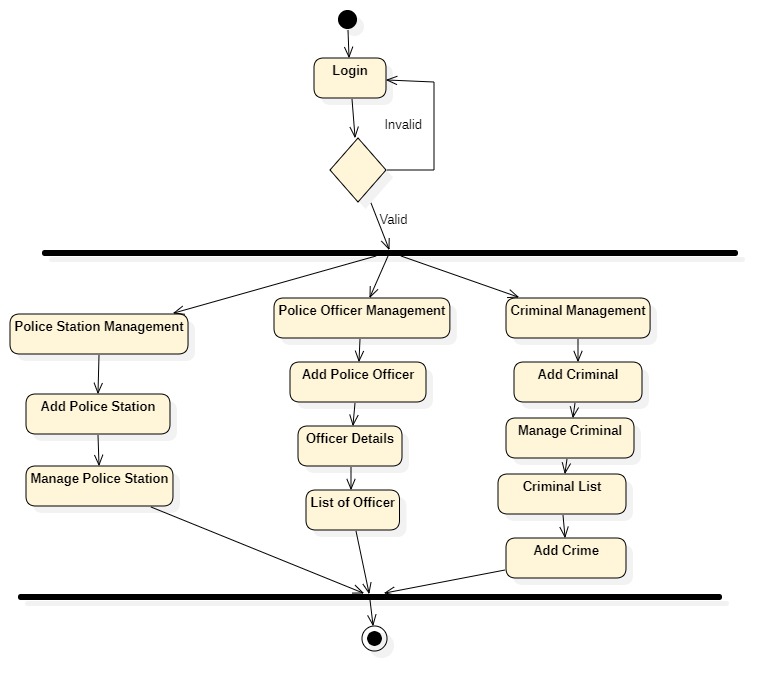 Login
Invalid
Valid
Police Station Management
Police Officer Management
Criminal Management
Add Police Station
Add Police Officer
Add Criminal
Manage Police Station
Officer Details
Manage Criminal
List of Officer
Criminal List
Add Crime